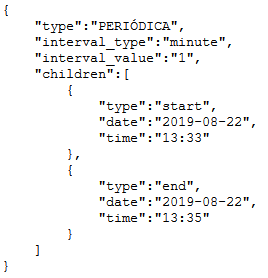 {
    "type":"PERIÓDICA",
    "interval_type":"minute",
    "interval_value":"1",
    "children":[
        {
            "type":"start",
            "date":"2019-08-22",
            "time":"13:33"
        },
        {
            "type":"end",
            "date":"2019-08-22",
            "time":"13:35"
        }
    ]
}